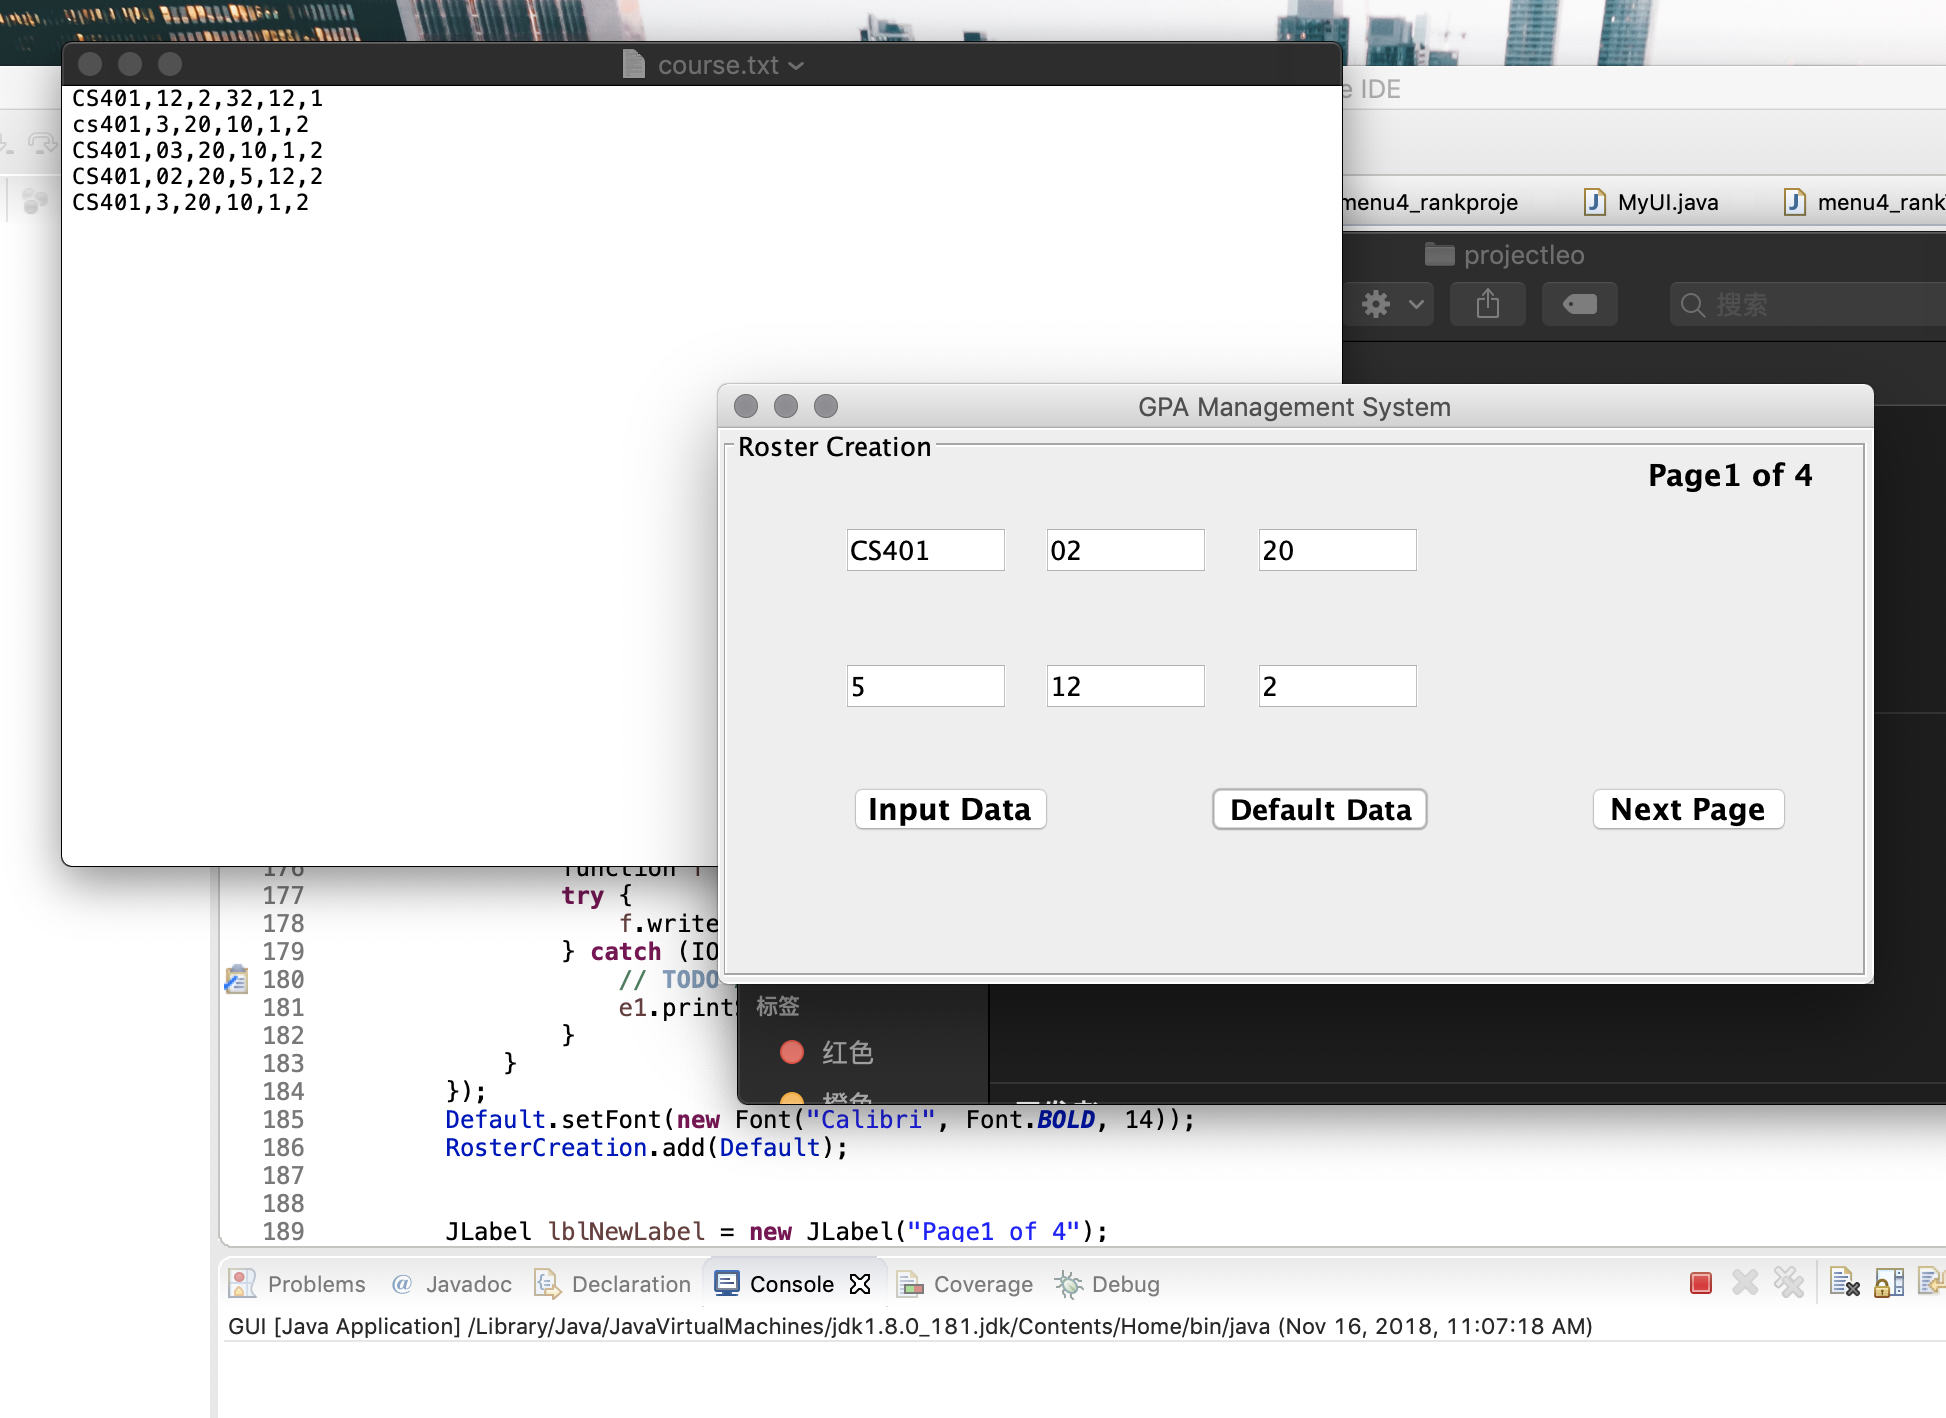 course.txt
CS401,12,2,32,12,1
cs401,3,20,10,1,2
CS401,03,20,10,1,2
CS401,02,20,5,12,2
CS401,3,20,10,1,2
IDE
menu4_rankproje
MyUI.java
menu4_rank
projectleo
搜索
GPA Management System
Roster Creation
Page1 of 4
CS401 02 20
5 12 2
Input Data Default Data Next Page
176 function f
177 try {
178 f.write
179 } catch (IO
180 // TODO
181 e1.print
182 }
183 }
184 });
185 Default.setFont(new Font("Calibri", Font.BOLD, 14));
186 RosterCreation.add(Default);
187
188
189 JLabel lblNewLabel = new JLabel("Page1 of 4");
标签
红色
橙色
Problems @ Javadoc Declaration Console Coverage Debug
GUI [Java Application] /Library/Java/JavaVirtualMachines/jdk1.8.0_181.jdk/Contents/Home/bin/java (Nov 16, 2018, 11:07:18 AM)